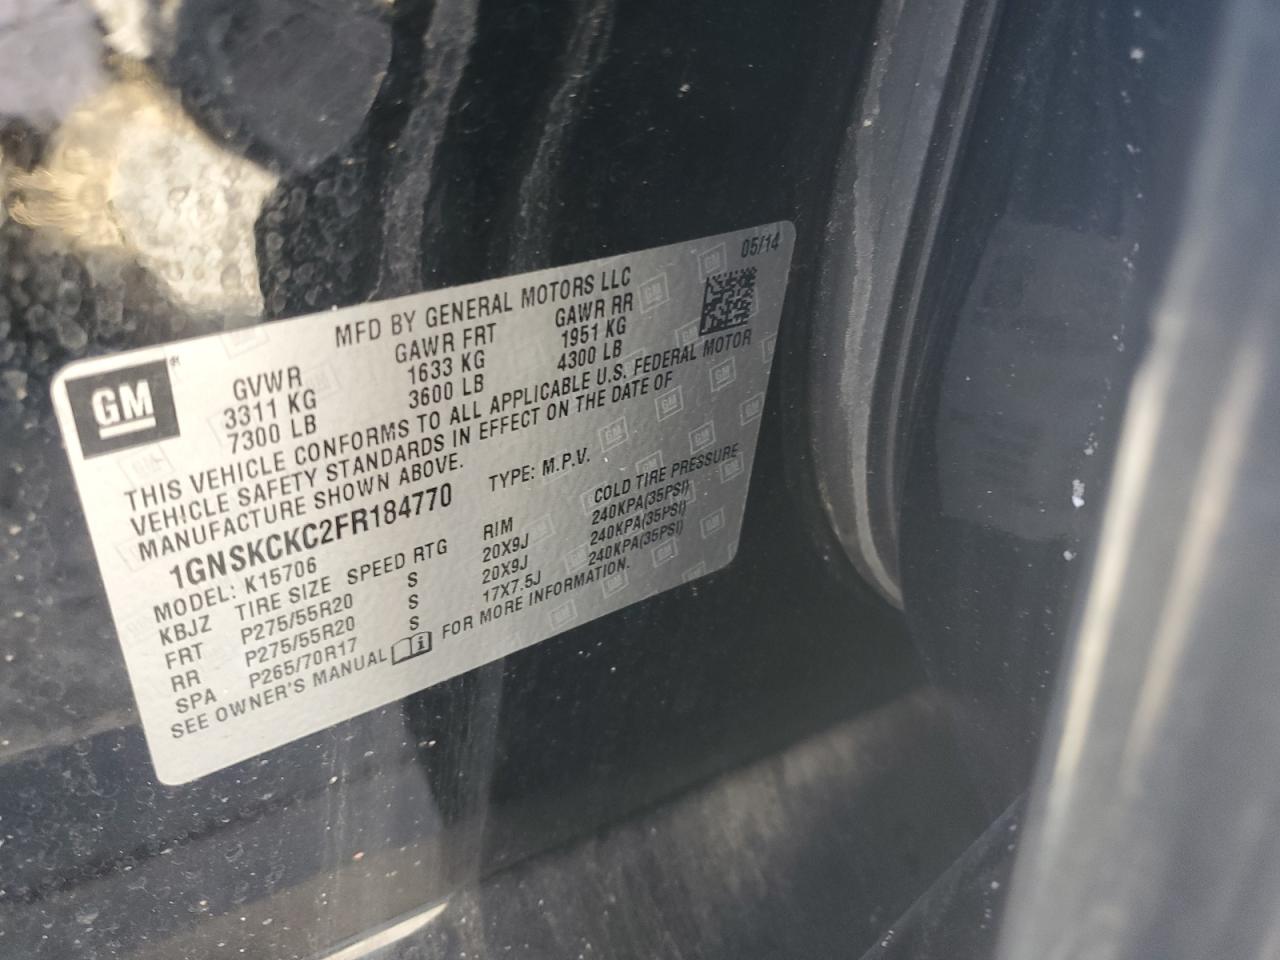 05/14
MFD BY GENERAL MOTORS LLC
GM®
GVWR GAWR FRT GAWR RR
3311 KG 1633 KG 1951 KG
7300 LB 3600 LB 4300 LB
THIS VEHICLE CONFORMS TO ALL APPLICABLE U.S. FEDERAL MOTOR
VEHICLE SAFETY STANDARDS IN EFFECT ON THE DATE OF
MANUFACTURE SHOWN ABOVE.
1GNSKCKC2FR184770 TYPE: M.P.V.
MODEL: K15706
KBJZ TIRE SIZE SPEED RTG RIM COLD TIRE PRESSURE
FRT P275/55R20 S 20X9J 240KPA(35PSI)
RR P275/55R20 S 20X9J 240KPA(35PSI)
SPA P265/70R17 S 17X7.5J 240KPA(35PSI)
SEE OWNER'S MANUAL FOR MORE INFORMATION.